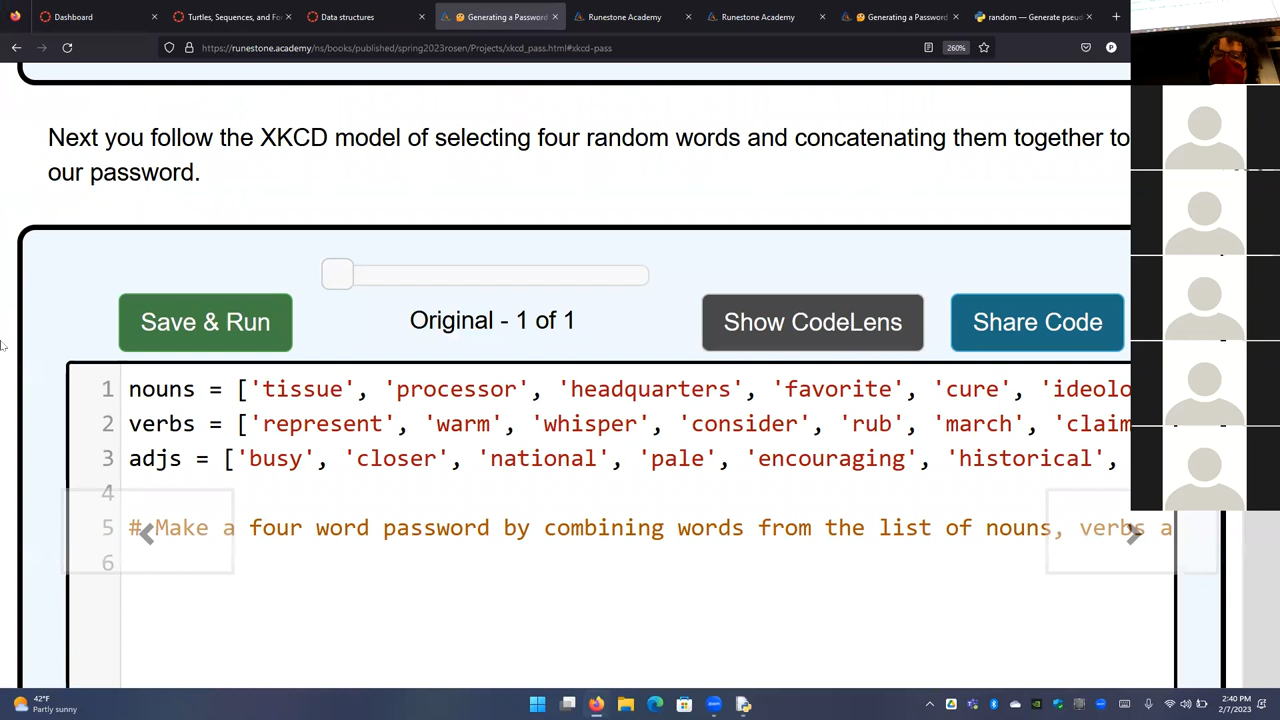 Dashboard
Turtles, Sequences, and For
Data structures
Generating a Password
Runestone Academy
Runestone Academy
Generating a Password
random — Generate pseud
https://runestone.academy/ns/books/published/spring2023rosen/Projects/xkcd_pass.html#xkcd-pass
260%
P
Next you follow the XKCD model of selecting four random words and concatenating them together to
our password.
Save & Run
Original - 1 of 1
Show CodeLens
Share Code
1 nouns = ['tissue', 'processor', 'headquarters', 'favorite', 'cure', 'ideolo
2 verbs = ['represent', 'warm', 'whisper', 'consider', 'rub', 'march', 'claim
3 adjs = ['busy', 'closer', 'national', 'pale', 'encouraging', 'historical',
4
5 # Make a four word password by combining words from the list of nouns, verbs a
6
42°F
Partly sunny
2:40 PM
2/7/2023